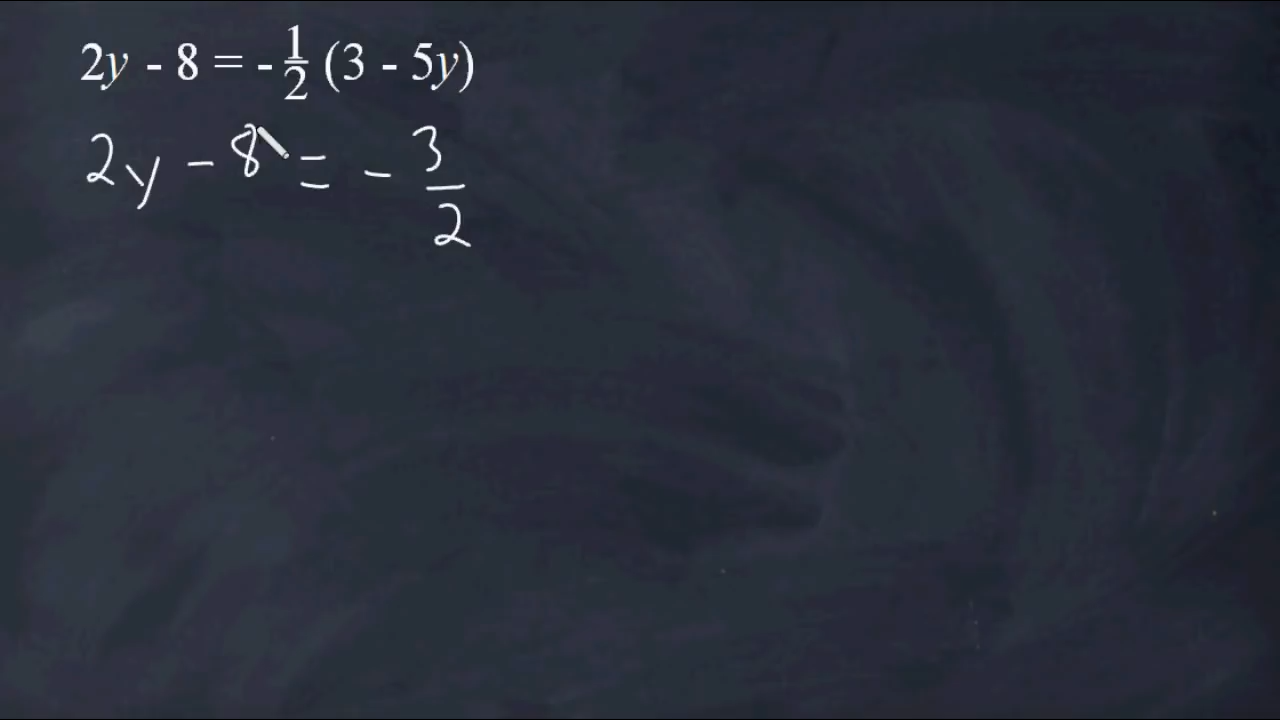 2y - 8 = -1/2 (3 - 5y)
2y - 8 = - 3/2